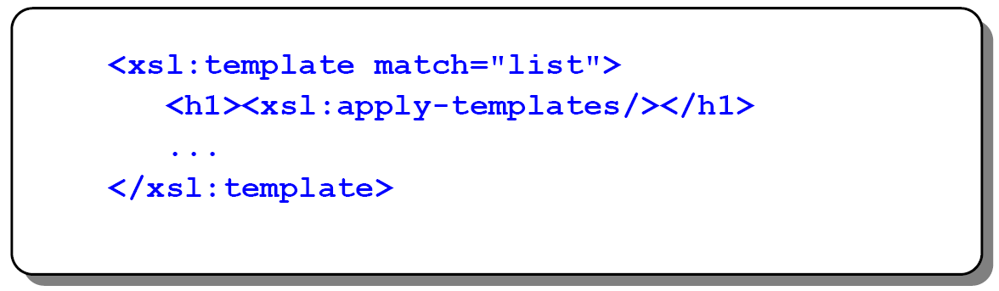 <xsl:template match="list">
<h1><xsl:apply-templates/></h1>
...
</xsl:template>